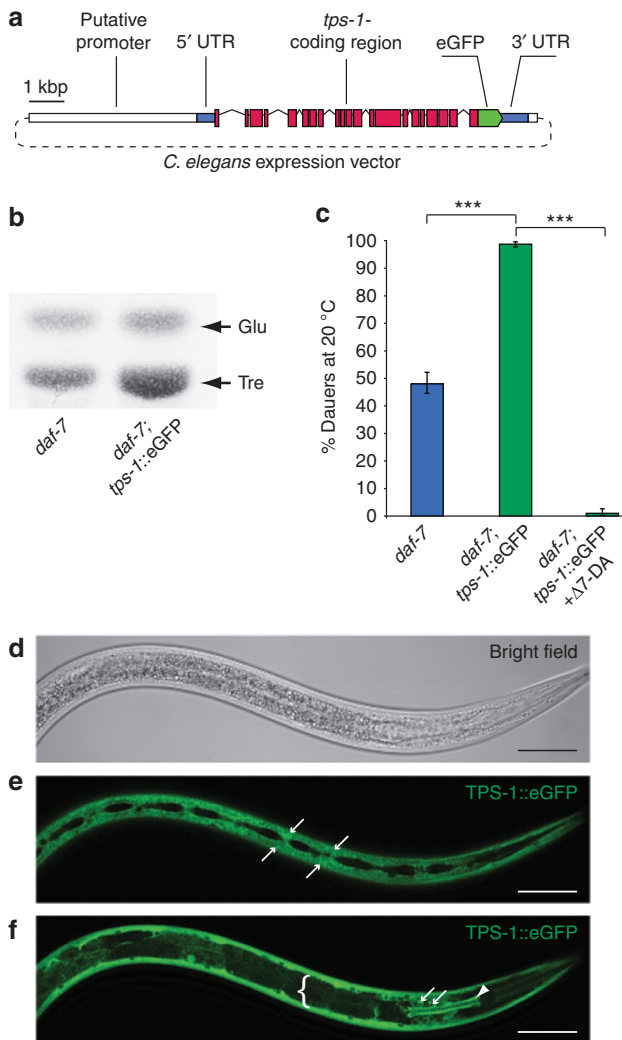 a
Putative
promoter
5′ UTR
tps-1-
coding region
eGFP
3′ UTR
1 kbp
C. elegans expression vector
b
Glu
Tre
daf-7
daf-7;
tps-1::eGFP
c
***
***
% Dauers at 20 °C
100
90
80
70
60
50
40
30
20
10
0
daf-7
daf-7;
tps-1::eGFP
daf-7;
tps-1::eGFP
+Δ7-DA
d
Bright field
e
TPS-1::eGFP
f
TPS-1::eGFP
{